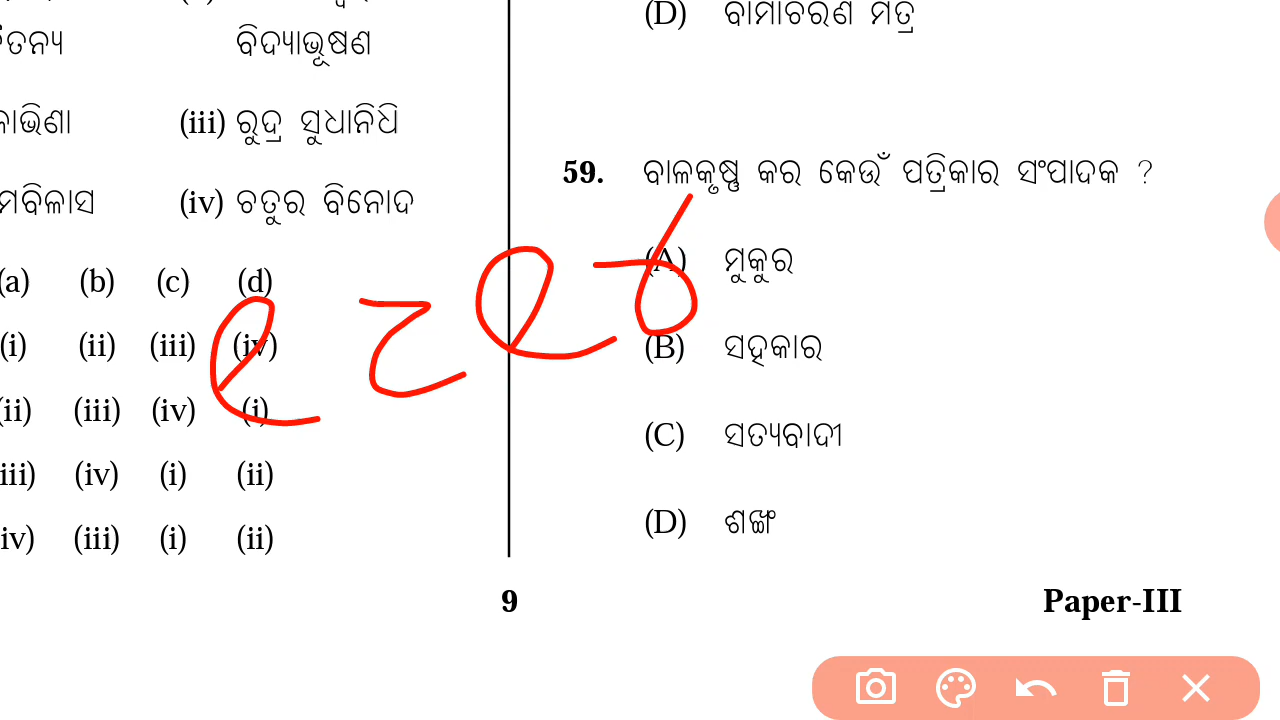 ବିଦ୍ୟାଭୂଷଣ
(iii) ରୁଦ୍ର ସୁଧାନିଧି
(iv) ଚତୁର ବିନୋଦ
(a) (b) (c) (d)
(i) (ii) (iii) (iv)
(ii) (iii) (iv) (i)
(iii) (iv) (i) (ii)
(iv) (iii) (i) (ii)
(D) ବାମାଚରଣ ମିତ୍ର
59. ବାଳକୃଷ୍ଣ କର କେଉଁ ପତ୍ରିକାର ସଂପାଦକ ?
(A) ମୁକୁର
(B) ସହକାର
(C) ସତ୍ୟବାଦୀ
(D) ଶଙ୍ଖ
9
Paper-III